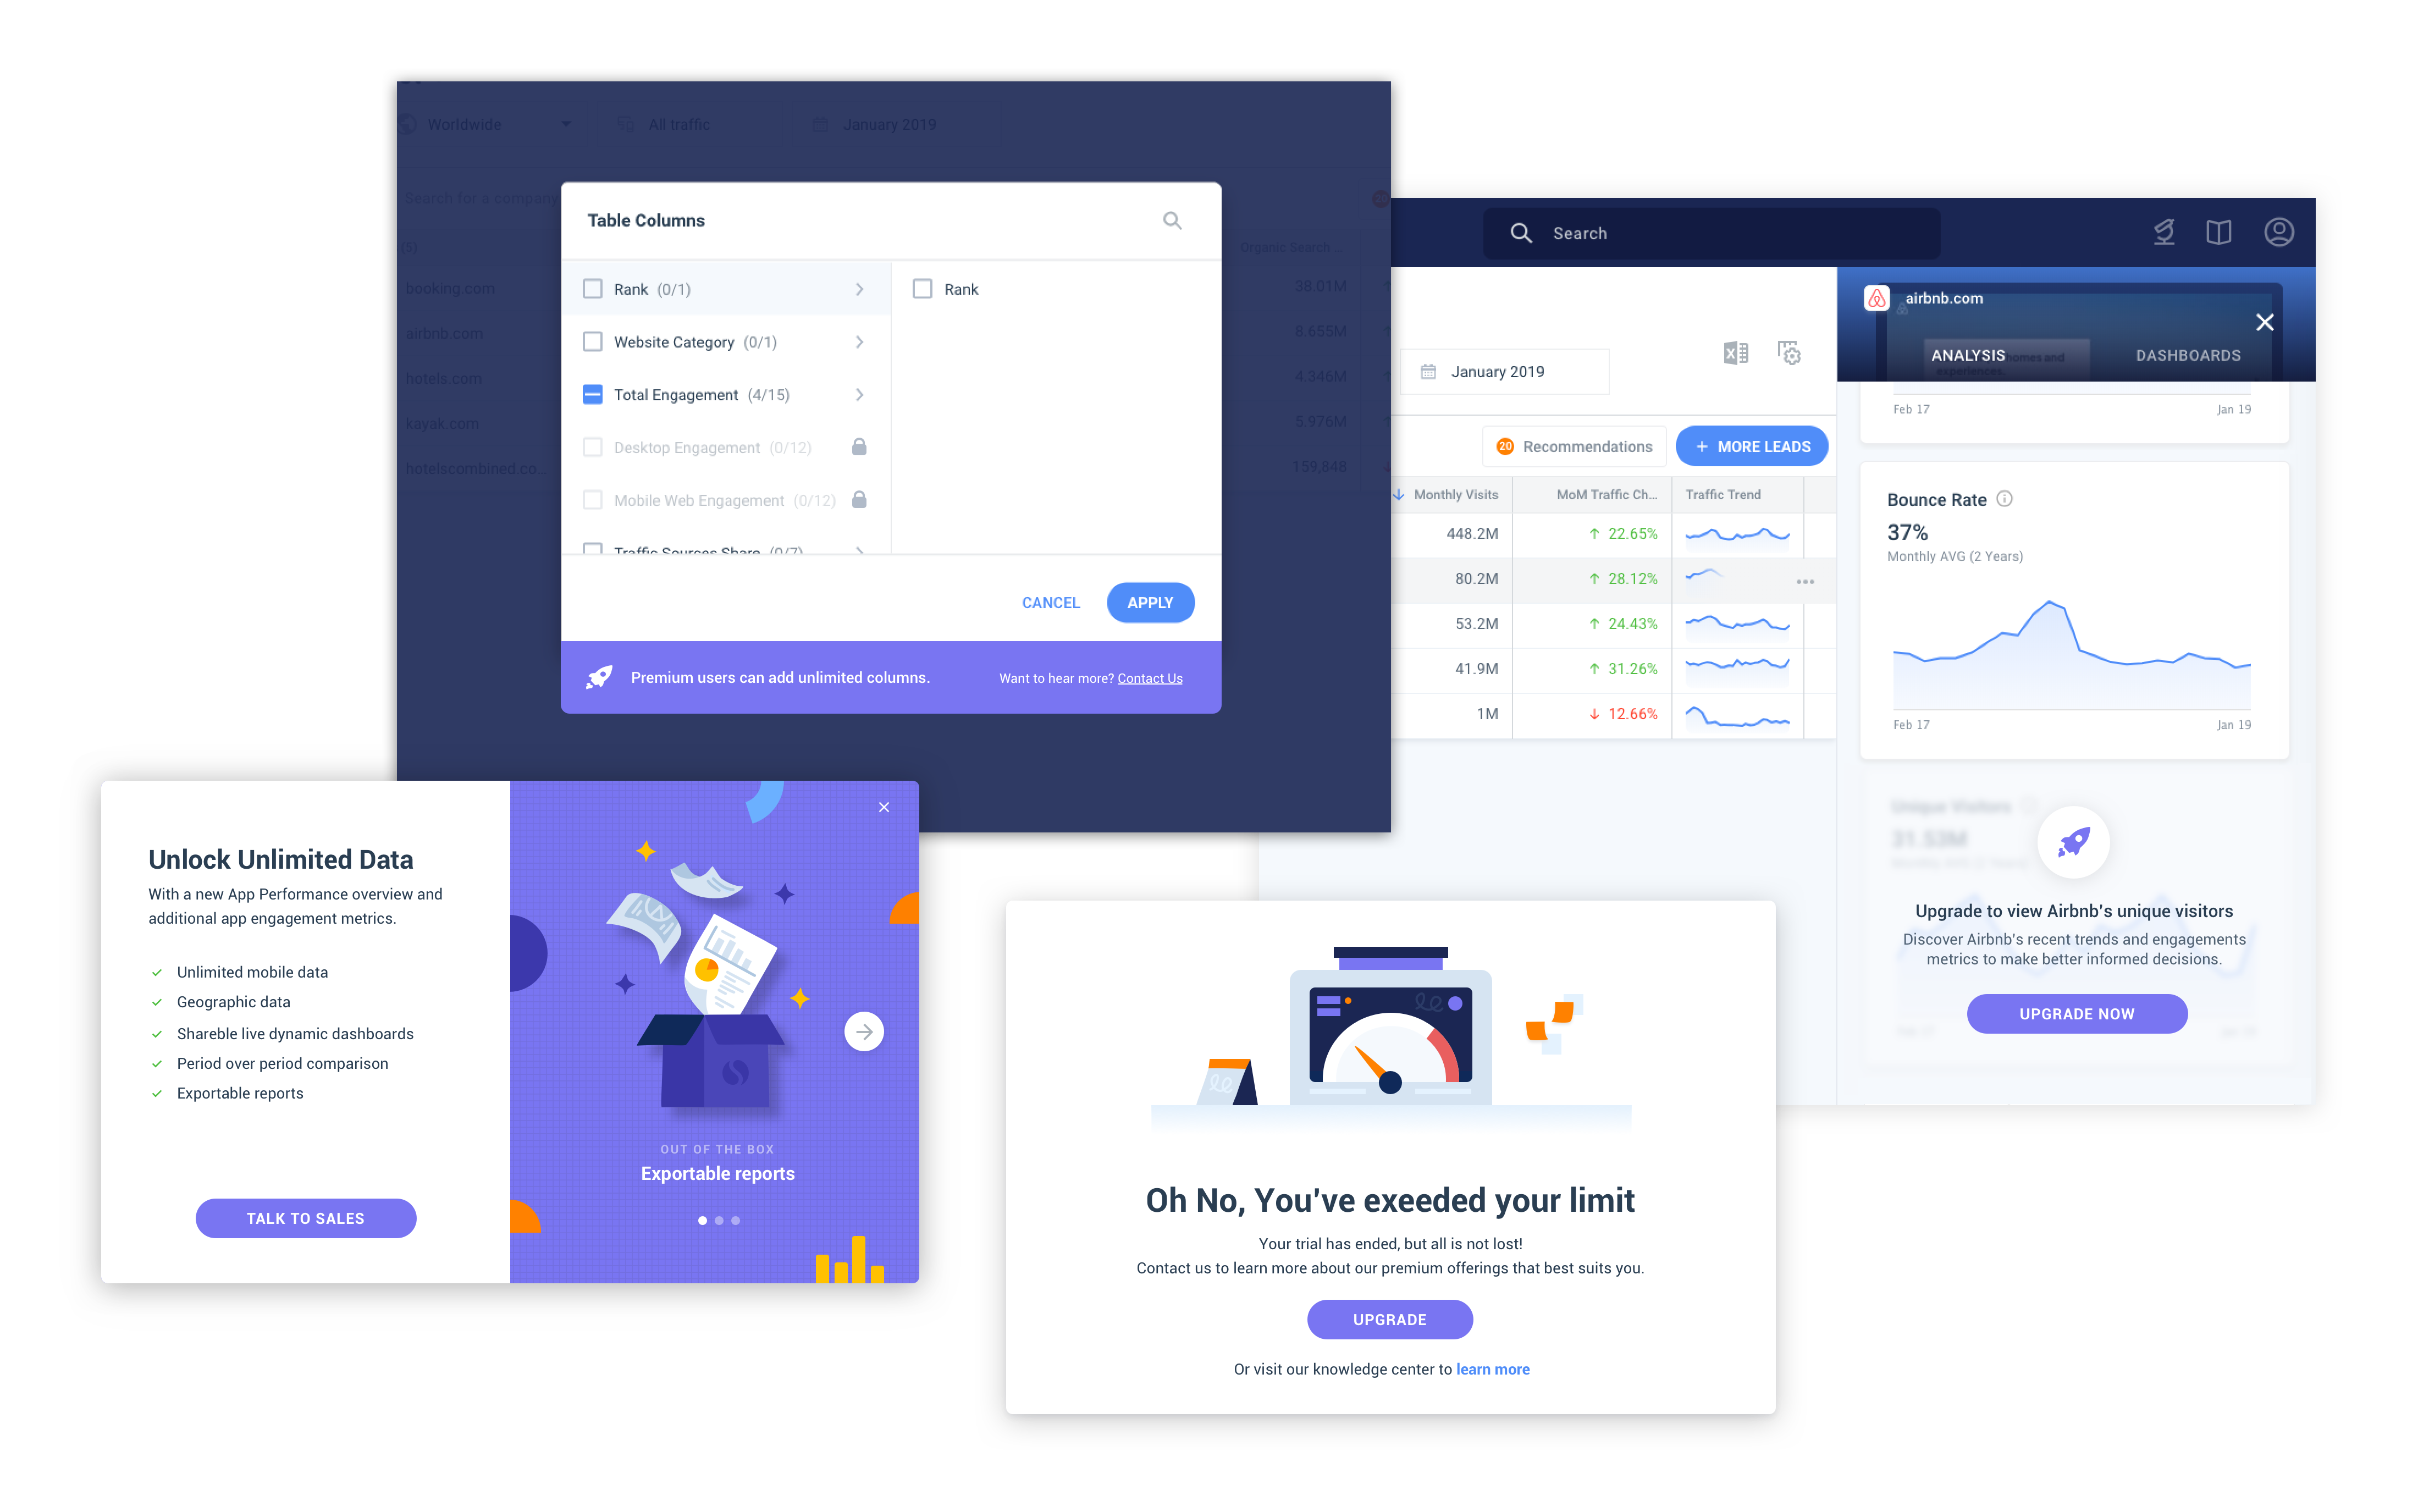 Worldwide
All traffic
January 2019
Search for a company
(5)
Organic Search ...
booking.com
38.01M
airbnb.com
8.655M
hotels.com
4.346M
kayak.com
5.976M
hotelscombined.co...
159,848
Table Columns
Rank (0/1)
Website Category (0/1)
Total Engagement (4/15)
Desktop Engagement (0/12)
Mobile Web Engagement (0/12)
Traffic Sources Share (0/7)
Rank
CANCEL
APPLY
Premium users can add unlimited columns.
Want to hear more? Contact Us
Search
January 2019
20 Recommendations
+ MORE LEADS
Monthly Visits
MoM Traffic Ch...
Traffic Trend
448.2M
22.65%
80.2M
28.12%
53.2M
24.43%
41.9M
31.26%
1M
12.66%
airbnb.com
ANALYSIS
DASHBOARDS
homes and
experiences.
Feb 17
Jan 19
Bounce Rate
37%
Monthly AVG (2 Years)
Feb 17
Jan 19
Unique Visitors
31.53M
Upgrade to view Airbnb's unique visitors
Discover Airbnb's recent trends and engagements
metrics to make better informed decisions.
UPGRADE NOW
Unlock Unlimited Data
With a new App Performance overview and
additional app engagement metrics.
Unlimited mobile data
Geographic data
Shareble live dynamic dashboards
Period over period comparison
Exportable reports
TALK TO SALES
OUT OF THE BOX
Exportable reports
Oh No, You've exeeded your limit
Your trial has ended, but all is not lost!
Contact us to learn more about our premium offerings that best suits you.
UPGRADE
Or visit our knowledge center to learn more